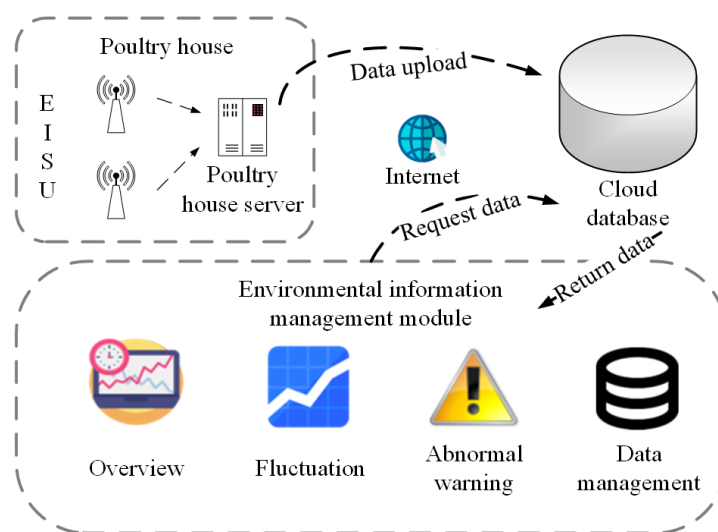 Poultry house
E
I
S
U
Poultry
house server
Data upload
Internet
Cloud
database
Request data
Return data
Environmental information
management module
Overview
Fluctuation
Abnormal
warning
Data
management